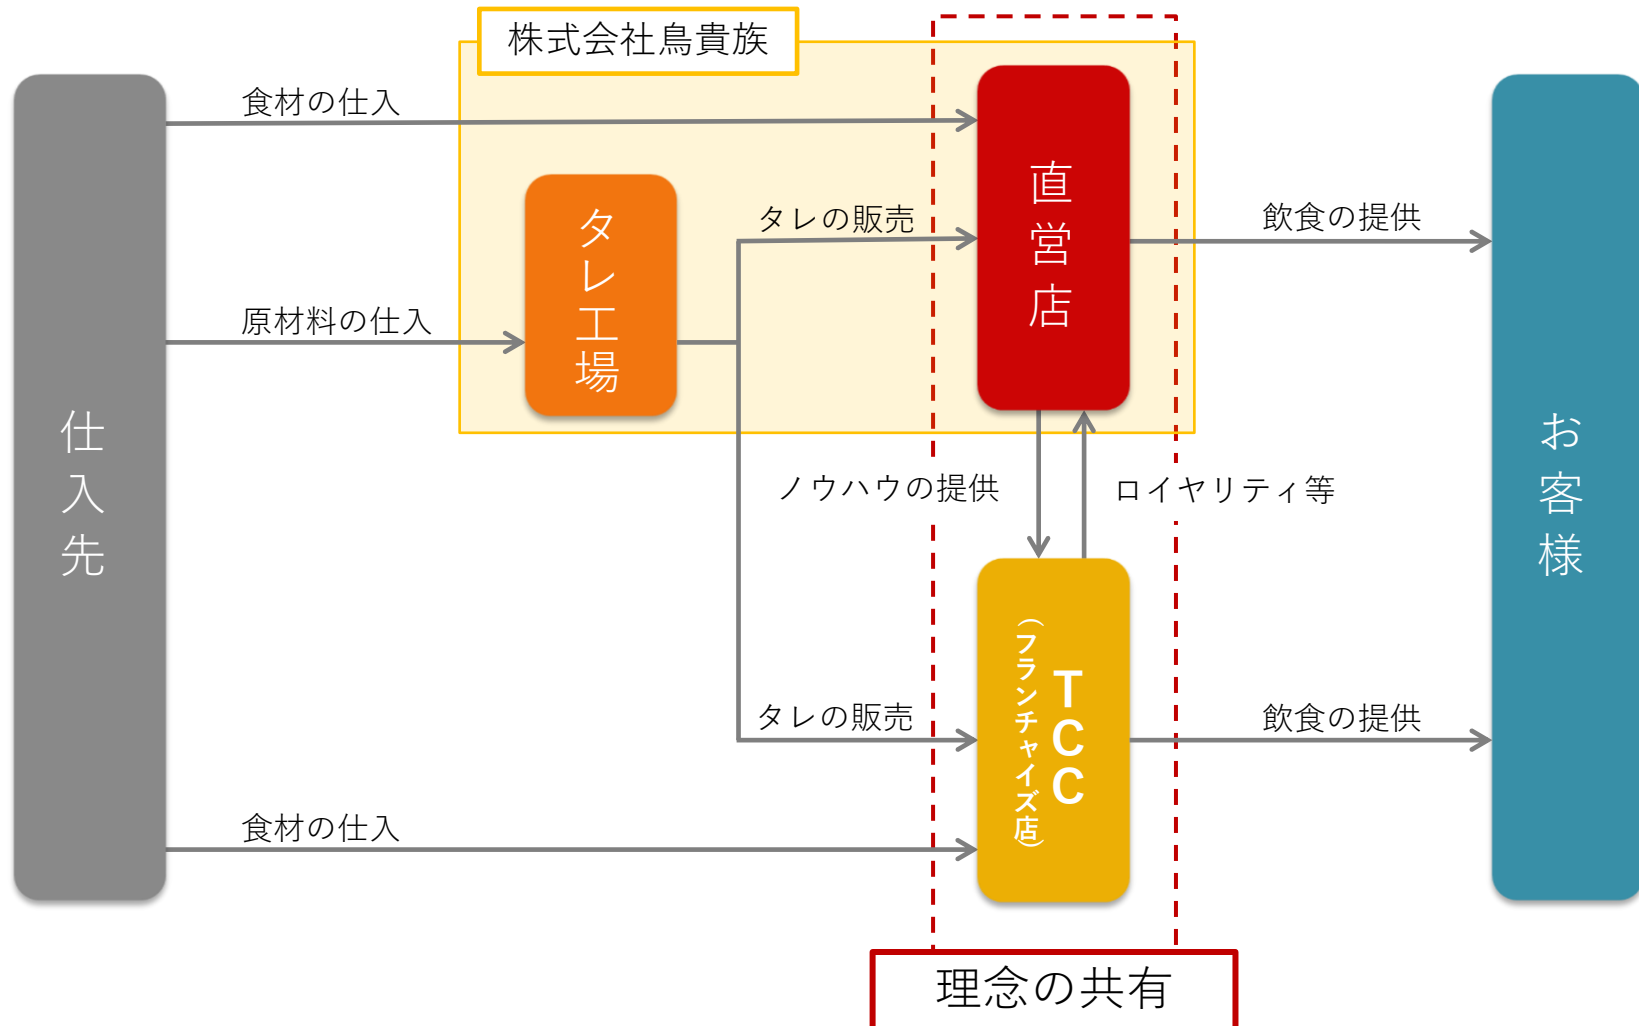 株式会社鳥貴族
食材の仕入
直営店
タレ工場
タレの販売
飲食の提供
原材料の仕入
仕入先
お客様
ノウハウの提供
ロイヤリティ等
TCC
(フランチャイズ店)
タレの販売
飲食の提供
食材の仕入
理念の共有